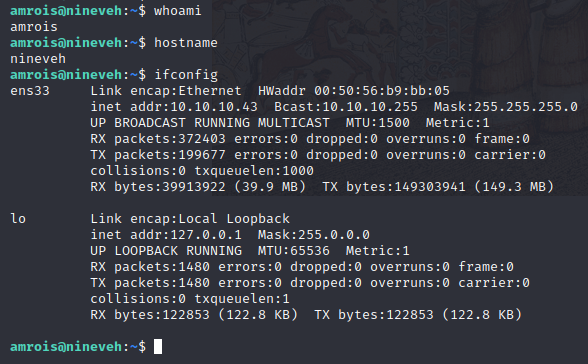 amrois@nineveh:~$ whoami
amrois
amrois@nineveh:~$ hostname
nineveh
amrois@nineveh:~$ ifconfig
ens33     Link encap:Ethernet  HWaddr 00:50:56:b9:bb:05
          inet addr:10.10.10.43  Bcast:10.10.10.255  Mask:255.255.255.0
          UP BROADCAST RUNNING MULTICAST  MTU:1500  Metric:1
          RX packets:372403 errors:0 dropped:0 overruns:0 frame:0
          TX packets:199677 errors:0 dropped:0 overruns:0 carrier:0
          collisions:0 txqueuelen:1000
          RX bytes:39913922 (39.9 MB)  TX bytes:149303941 (149.3 MB)

lo        Link encap:Local Loopback
          inet addr:127.0.0.1  Mask:255.0.0.0
          UP LOOPBACK RUNNING  MTU:65536  Metric:1
          RX packets:1480 errors:0 dropped:0 overruns:0 frame:0
          TX packets:1480 errors:0 dropped:0 overruns:0 carrier:0
          collisions:0 txqueuelen:1
          RX bytes:122853 (122.8 KB)  TX bytes:122853 (122.8 KB)

amrois@nineveh:~$